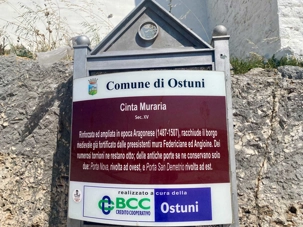 Comune di Ostuni
Cinta Muraria
Sec. XV
Rinforzata ed ampliata in epoca Aragonese (1487-1507), racchiude il borgo
medievale già fortificato dalle preesistenti mura Federiciane ed Angioine. Dei
numerosi torrioni ne restano otto; delle antiche porte se ne conservano solo
due: Porta Nova, rivolta ad ovest, e Porta San Demetrio rivolta ad est.
realizzato a cura della
BCC
CREDITO COOPERATIVO
Ostuni